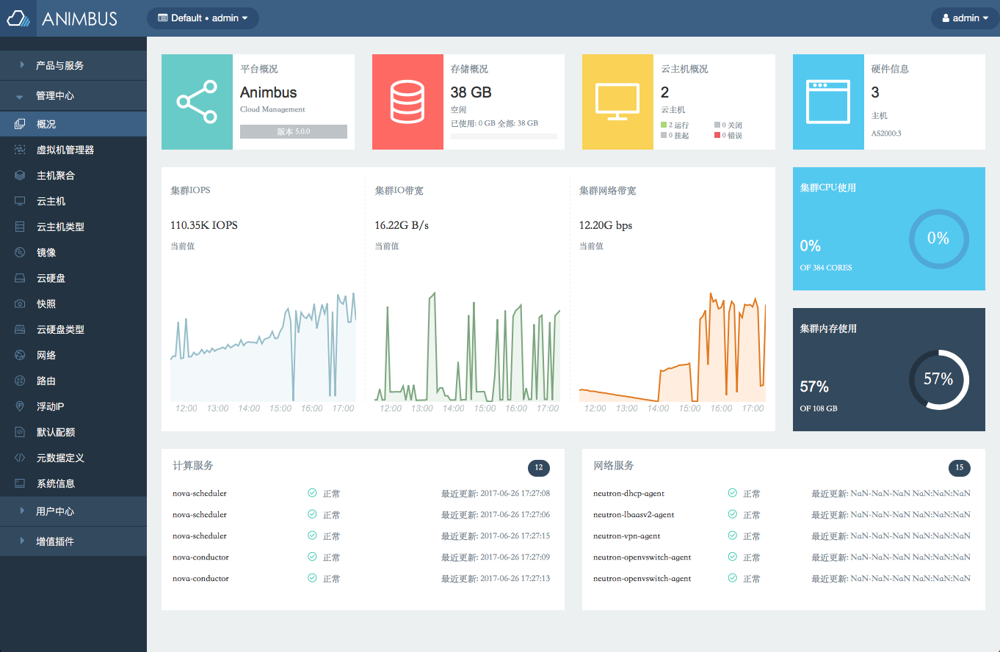 ANIMBUS
Default • admin
admin
产品与服务
管理中心
概况
虚拟机管理器
主机聚合
云主机
云主机类型
镜像
云硬盘
快照
云硬盘类型
网络
路由
浮动IP
默认配额
元数据定义
系统信息
用户中心
增值插件
平台概况
Animbus
Cloud Management
版本 5.0.0
存储概况
38 GB
空闲
已使用: 0 GB 全部: 38 GB
云主机概况
2
云主机
2 运行 0 关闭
0 挂起 0 错误
硬件信息
3
主机
AS2000:3
集群IOPS
110.35K IOPS
当前值
12:00 13:00 14:00 15:00 16:00 17:00
集群IO带宽
16.22G B/s
当前值
12:00 13:00 14:00 15:00 16:00 17:00
集群网络带宽
12.20G bps
当前值
12:00 13:00 14:00 15:00 16:00 17:00
集群CPU使用
0%
0%
OF 384 CORES
集群内存使用
57%
57%
OF 108 GB
计算服务 12
nova-scheduler 正常 最近更新: 2017-06-26 17:27:08
nova-scheduler 正常 最近更新: 2017-06-26 17:27:06
nova-scheduler 正常 最近更新: 2017-06-26 17:27:15
nova-conductor 正常 最近更新: 2017-06-26 17:27:09
nova-conductor 正常 最近更新: 2017-06-26 17:27:13
网络服务 15
neutron-dhcp-agent 正常 最近更新: NaN-NaN-NaN NaN:NaN:NaN
neutron-lbaasv2-agent 正常 最近更新: NaN-NaN-NaN NaN:NaN:NaN
neutron-vpn-agent 正常 最近更新: NaN-NaN-NaN NaN:NaN:NaN
neutron-openvswitch-agent 正常 最近更新: NaN-NaN-NaN NaN:NaN:NaN
neutron-openvswitch-agent 正常 最近更新: NaN-NaN-NaN NaN:NaN:NaN